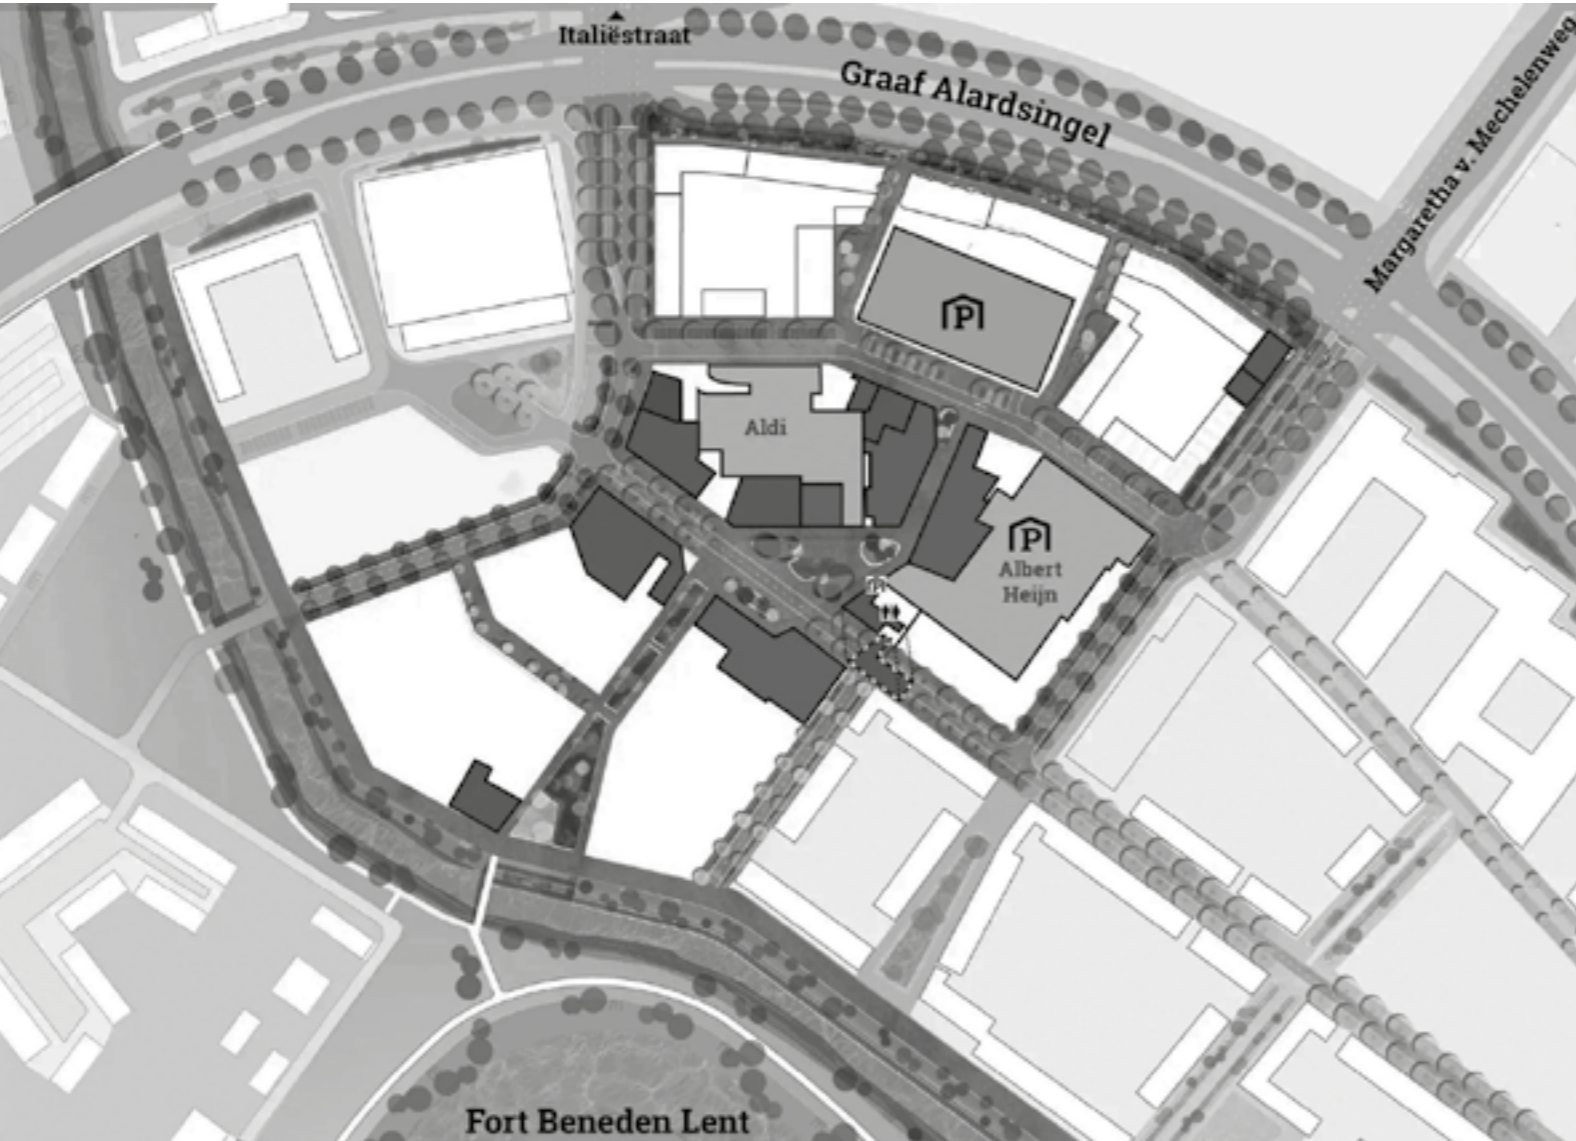 Italiëstraat
Graaf Alardsingel
Margaretha v. Mechelenweg
P
Aldi
P
Albert
Heijn
Fort Beneden Lent